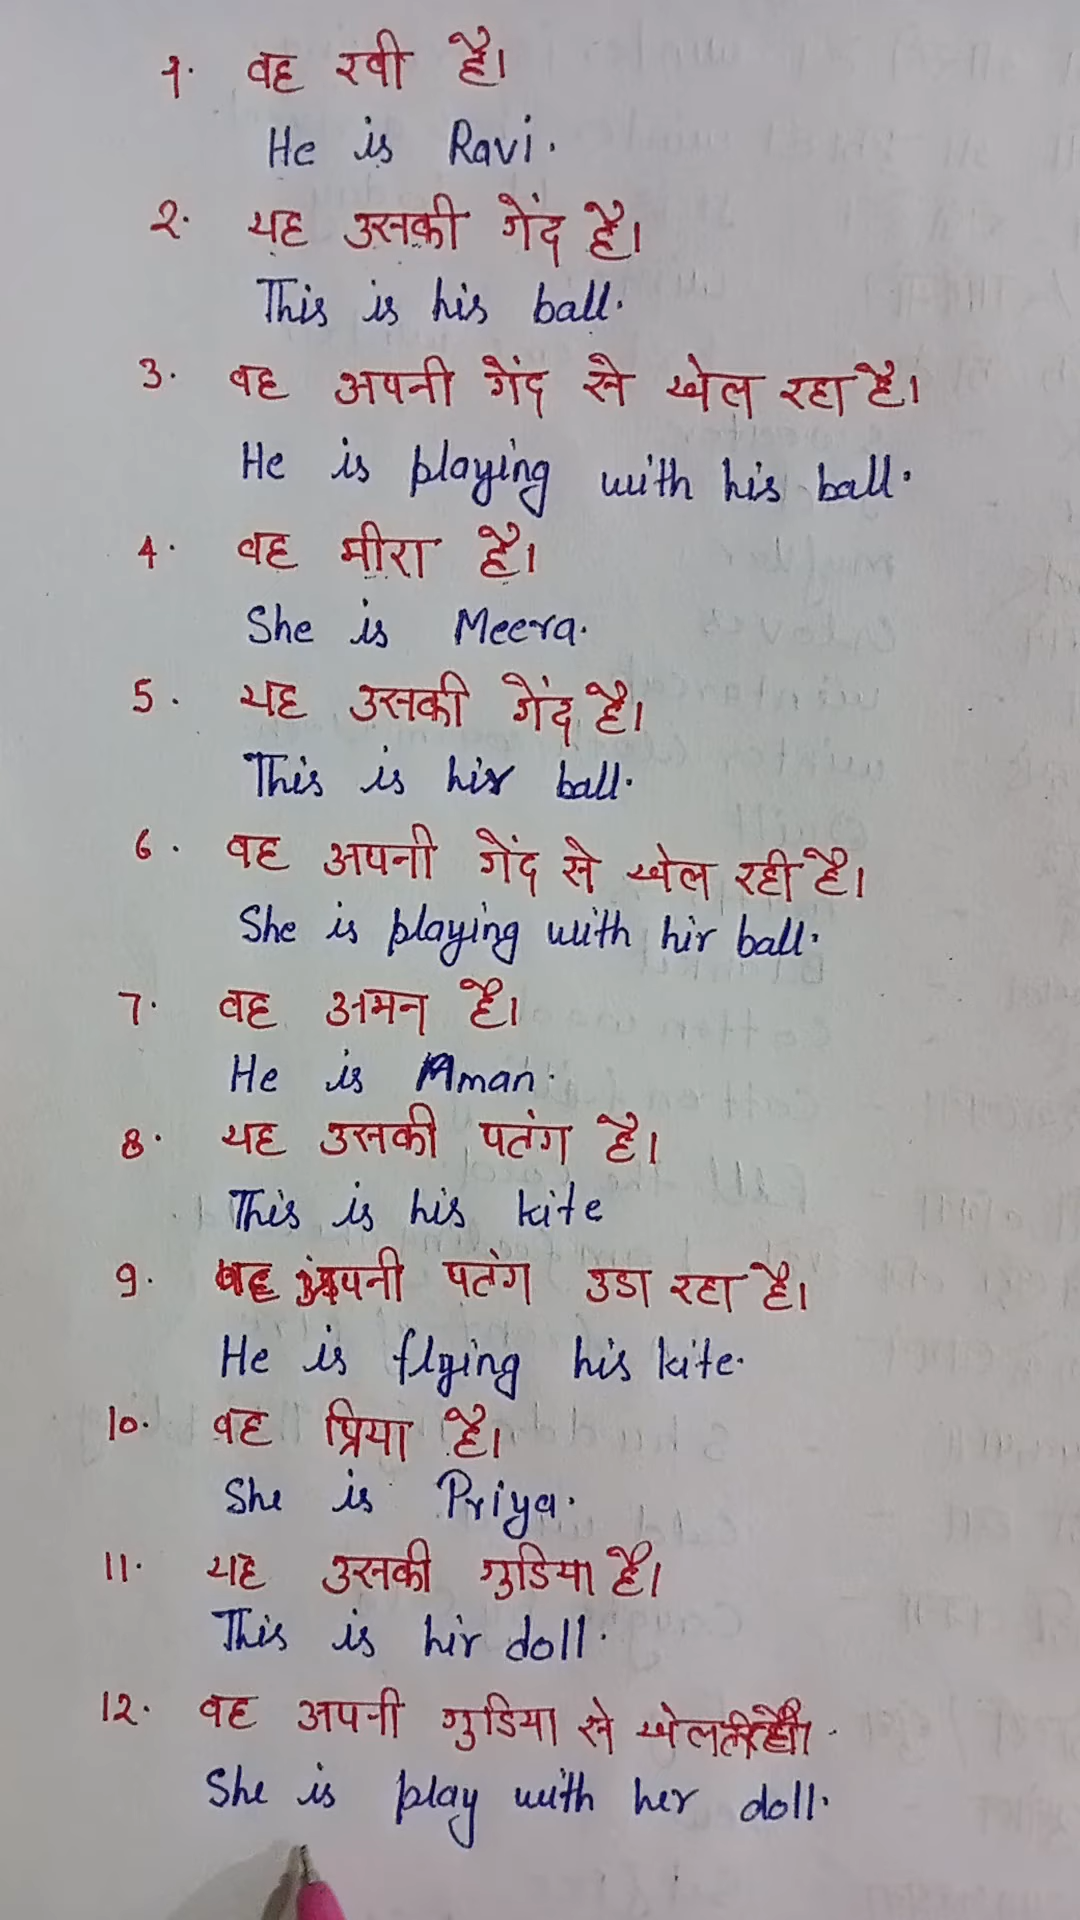 1. वह रवी है।
He is Ravi.
2. यह उसकी गेंद है।
This is his ball.
3. वह अपनी गेंद से खेल रहा है।
He is playing with his ball.
4. वह मीरा है।
She is Meera.
5. यह उसकी गेंद है।
This is hir ball.
6. वह अपनी गेंद से खेल रही है।
She is playing with hir ball.
7. वह अमन है।
He is Aman.
8. यह उसकी पतंग है।
This is his kite
9. वह अपनी पतंग उडा रहा है।
He is flying his kite.
10. वह प्रिया है।
She is Priya.
11. यह उसकी गुडिया है।
This is hir doll.
12. वह अपनी गुडिया से
She is play with her doll.